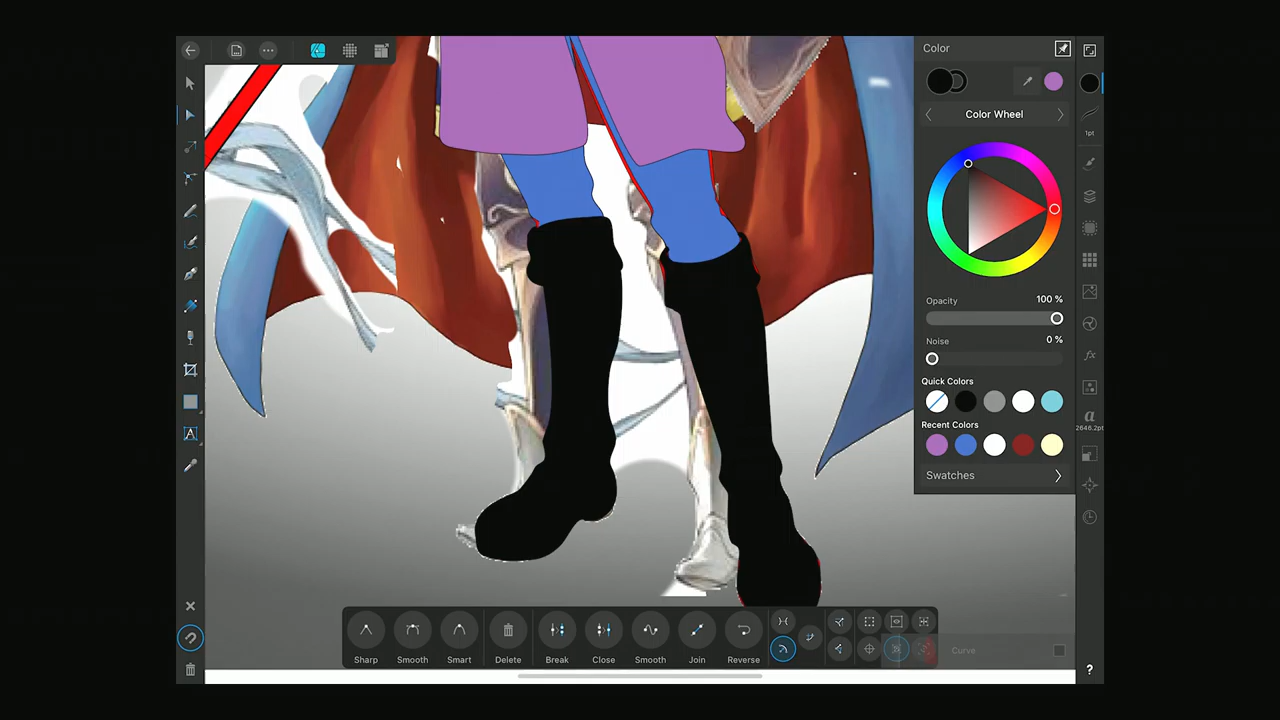 Color
Color Wheel
1pt
Opacity
100 %
Noise
0 %
Quick Colors
Recent Colors
a
2646.2pt
Swatches
fx
A
Sharp
Smooth
Smart
Delete
Break
Close
Smooth
Join
Reverse
Curve
?